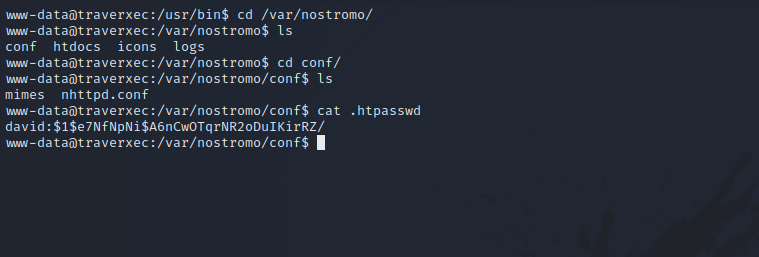 www-data@traverxec:/usr/bin$ cd /var/nostromo/
www-data@traverxec:/var/nostromo$ ls
conf  htdocs  icons  logs
www-data@traverxec:/var/nostromo$ cd conf/
www-data@traverxec:/var/nostromo/conf$ ls
mimes  nhttpd.conf
www-data@traverxec:/var/nostromo/conf$ cat .htpasswd
david:$1$e7NfNpNi$A6nCwOTqrNR2oDuIKirRZ/
www-data@traverxec:/var/nostromo/conf$